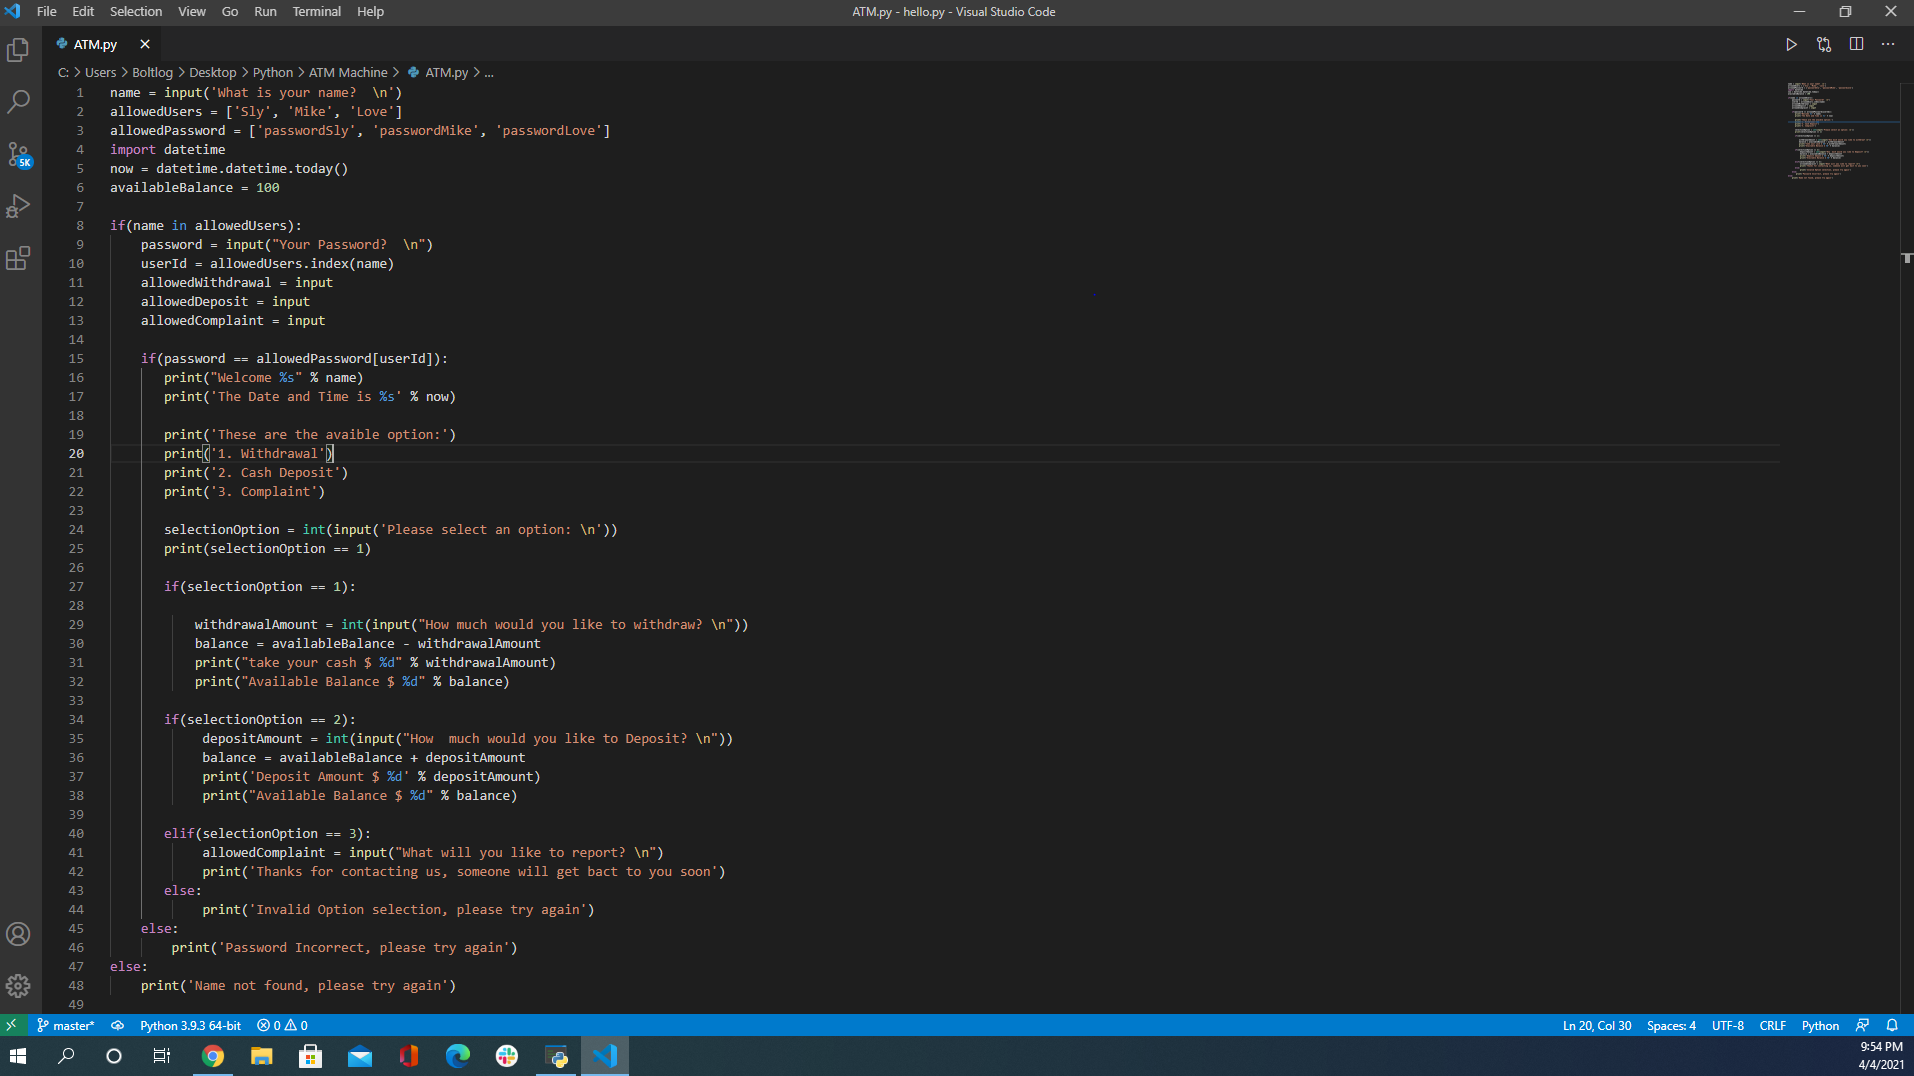 File Edit Selection View Go Run Terminal Help
ATM.py - hello.py - Visual Studio Code
ATM.py
C: > Users > Boltlog > Desktop > Python > ATM Machine > ATM.py > ...
1 name = input('What is your name?  \n')
2 allowedUsers = ['Sly', 'Mike', 'Love']
3 allowedPassword = ['passwordSly', 'passwordMike', 'passwordLove']
4 import datetime
5 now = datetime.datetime.today()
6 availableBalance = 100
7
8 if(name in allowedUsers):
9     password = input("Your Password?  \n")
10     userId = allowedUsers.index(name)
11     allowedWithdrawal = input
12     allowedDeposit = input
13     allowedComplaint = input
14
15     if(password == allowedPassword[userId]):
16        print("Welcome %s" % name)
17        print('The Date and Time is %s' % now)
18
19        print('These are the avaible option:')
20        print('1. Withdrawal')
21        print('2. Cash Deposit')
22        print('3. Complaint')
23
24        selectionOption = int(input('Please select an option: \n'))
25        print(selectionOption == 1)
26
27        if(selectionOption == 1):
28
29            withdrawalAmount = int(input("How much would you like to withdraw? \n"))
30            balance = availableBalance - withdrawalAmount
31            print("take your cash $ %d" % withdrawalAmount)
32            print("Available Balance $ %d" % balance)
33
34        if(selectionOption == 2):
35             depositAmount = int(input("How  much would you like to Deposit? \n"))
36             balance = availableBalance + depositAmount
37             print('Deposit Amount $ %d' % depositAmount)
38             print("Available Balance $ %d" % balance)
39
40        elif(selectionOption == 3):
41             allowedComplaint = input("What will you like to report? \n")
42             print('Thanks for contacting us, someone will get bact to you soon')
43        else:
44             print('Invalid Option selection, please try again')
45     else:
46         print('Password Incorrect, please try again')
47 else:
48     print('Name not found, please try again')
49
5K
master* Python 3.9.3 64-bit 0 0 Ln 20, Col 30 Spaces: 4 UTF-8 CRLF Python
9:54 PM
4/4/2021